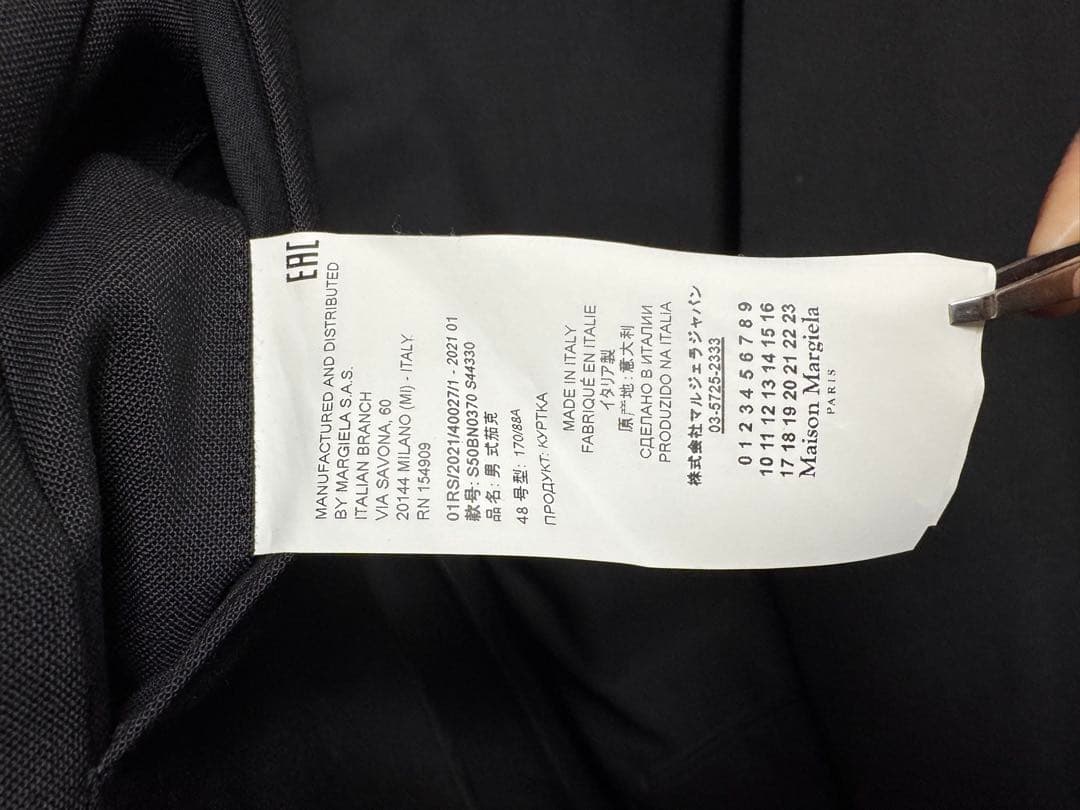 EAC
MANUFACTURED AND DISTRIBUTED
BY MARGIELA S.A.S.
ITALIAN BRANCH
VIA SAVONA, 60
20144 MILANO (MI) - ITALY.
RN 154909
01RS/2021/40027/1 - 2021 01
款号: S50BN0370 S44330
品名: 男 式茄克
48 号型: 170/88A
ПРОДУКТ: КУРТКА
MADE IN ITALY
FABRIQUÉ EN ITALIE
イタリア製
原产地: 意大利
СДЕЛАНО В ИТАЛИИ
PRODUZIDO NA ITALIA
株式会社マルジェラジャパン
03-5725-2333
0 1 2 3 4 5 6 7 8 9
10 11 12 13 14 15 16
17 18 19 20 21 22 23
Maison Margiela
PARIS